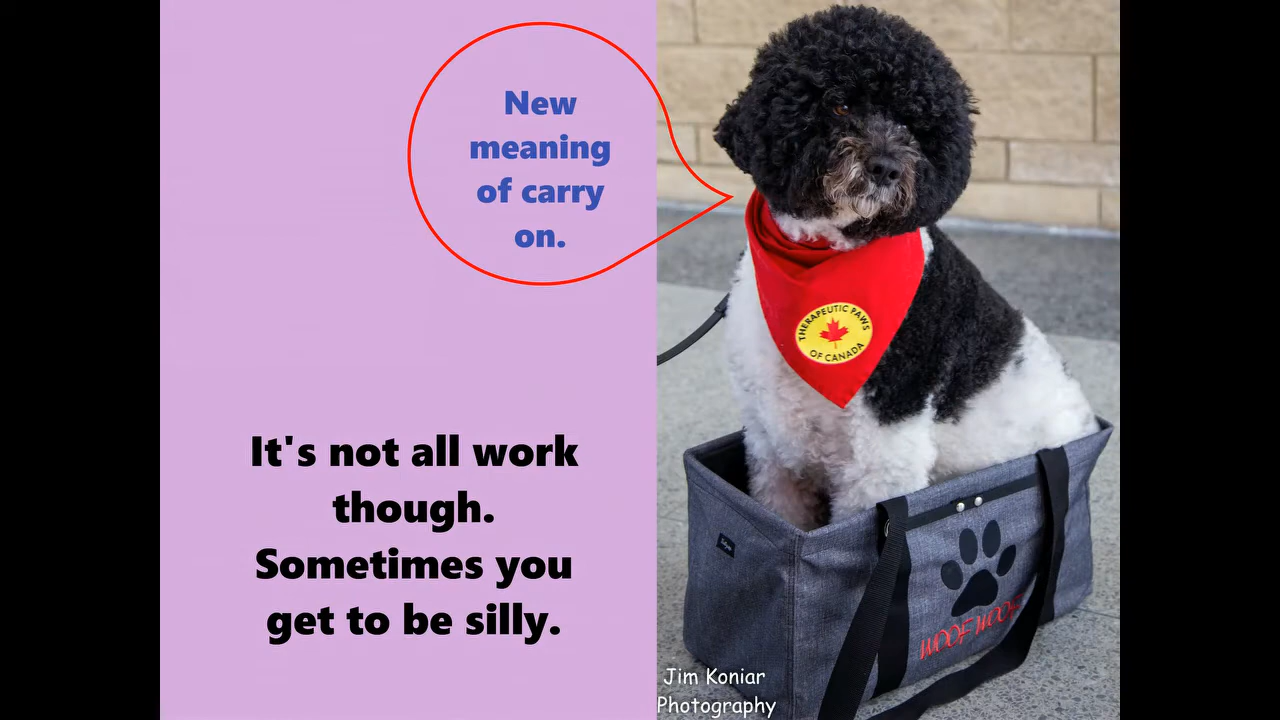 New
meaning
of carry
on.
It's not all work
though.
Sometimes you
get to be silly.
THERAPEUTIC PAWS
OF CANADA
WOOF WOOF
Jim Koniar
Photography